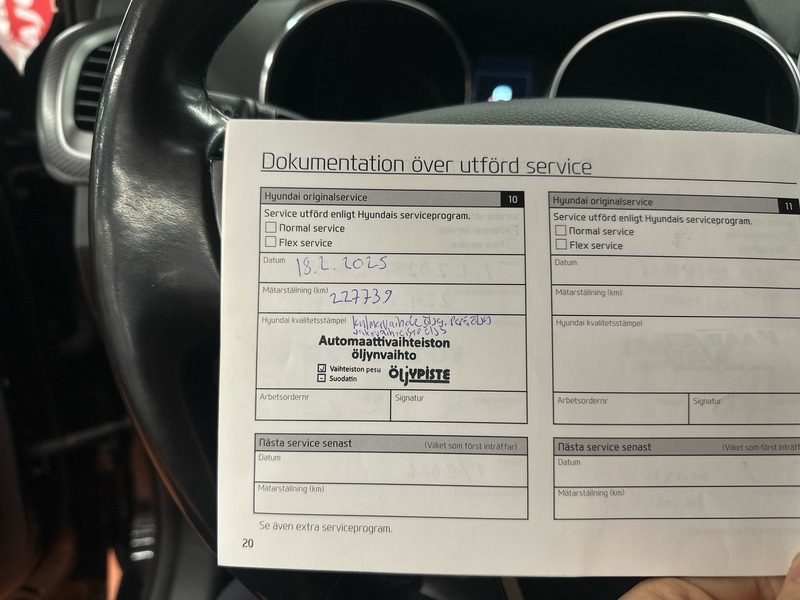 Dokumentation över utförd service
Hyundai originalservice 10
Service utförd enligt Hyundais serviceprogram.
Normal service
Flex service
Datum 18.2.2025
Mätarställning (km) 227739
Hyundai kvalitetsstämpel
Automaattivaihteiston
öljynvaihto
Vaihteiston pesu
Suodatin
ÖLJYPISTE
Arbetsordernr Signatur
Nästa service senast (Vilket som först inträffar)
Datum
Mätarställning (km)
Se även extra serviceprogram.
20
Hyundai originalservice 11
Service utförd enligt Hyundais serviceprogram.
Normal service
Flex service
Datum
Mätarställning (km)
Hyundai kvalitetsstämpel
Arbetsordernr Signatur
Nästa service senast (Vilket som först inträff
Datum
Mätarställning (km)